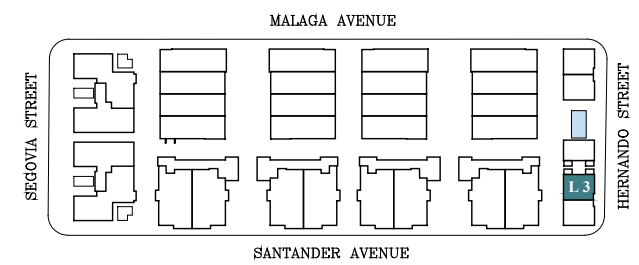 MALAGA AVENUE
SEGOVIA STREET
HERNANDO STREET
L 3
SANTANDER AVENUE